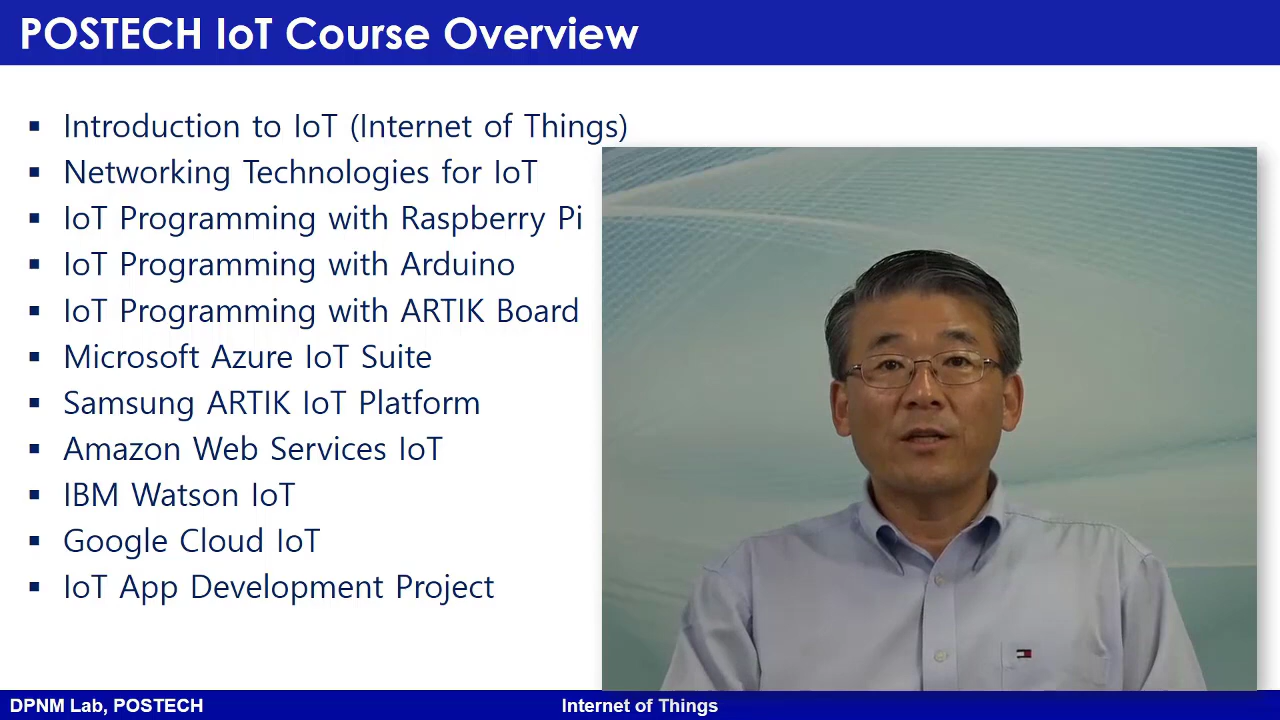 POSTECH IoT Course Overview
▪ Introduction to IoT (Internet of Things)
▪ Networking Technologies for IoT
▪ IoT Programming with Raspberry Pi
▪ IoT Programming with Arduino
▪ IoT Programming with ARTIK Board
▪ Microsoft Azure IoT Suite
▪ Samsung ARTIK IoT Platform
▪ Amazon Web Services IoT
▪ IBM Watson IoT
▪ Google Cloud IoT
▪ IoT App Development Project
DPNM Lab, POSTECH
Internet of Things